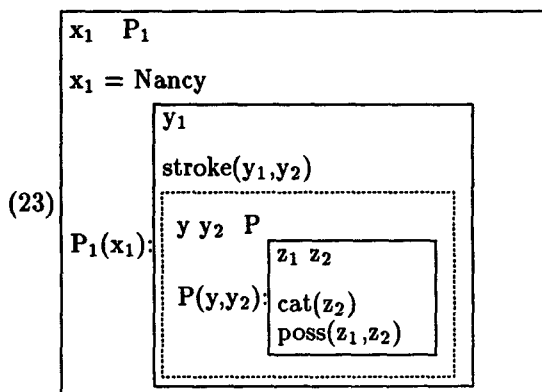 x₁ P₁
x₁ = Nancy
y₁
stroke(y₁,y₂)
(23)
y y₂ P
P₁(x₁):
z₁ z₂
P(y,y₂):
cat(z₂)
poss(z₁,z₂)